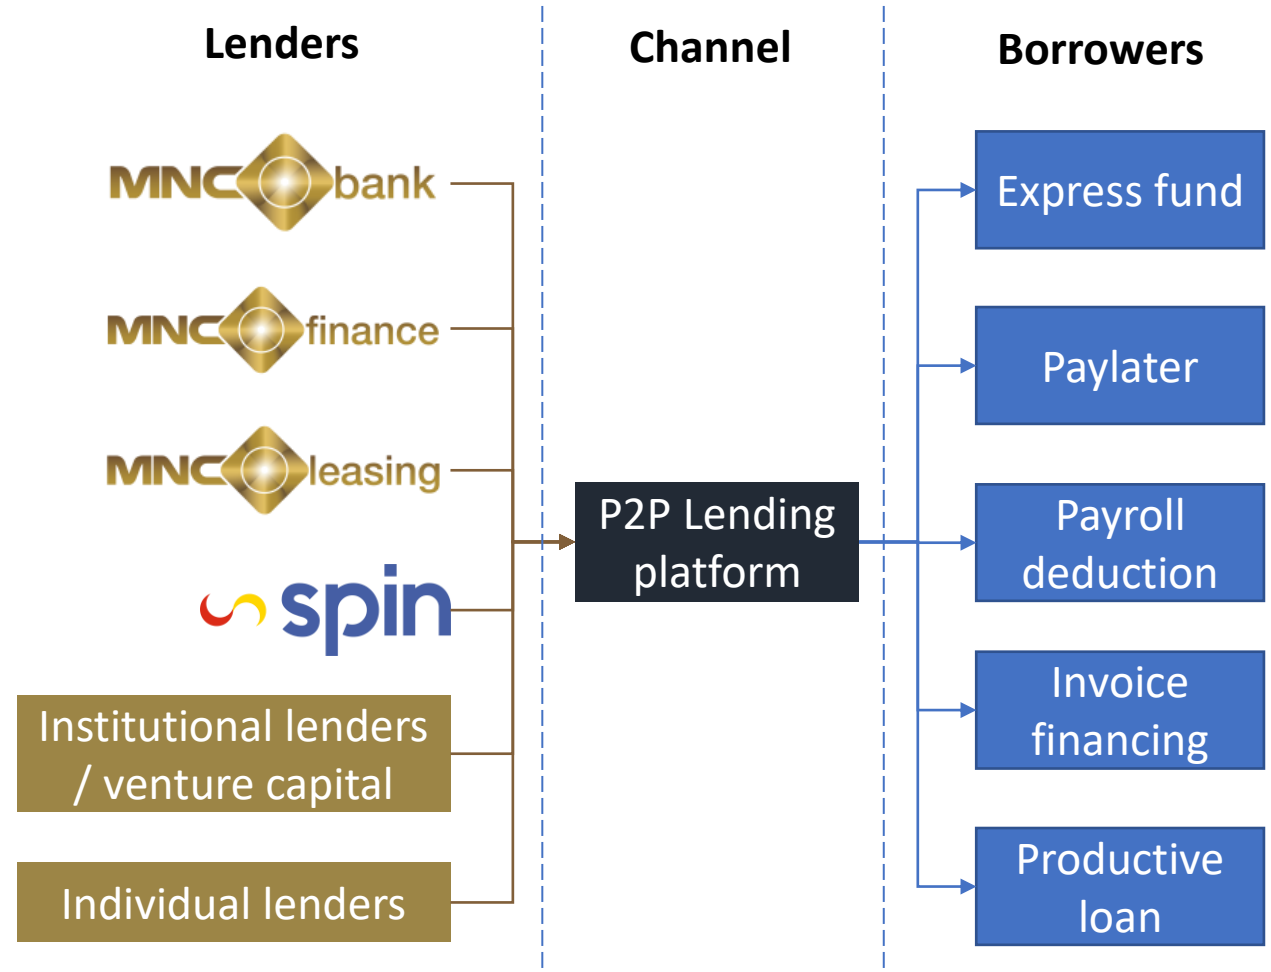 Lenders
Channel
Borrowers
MNC bank
MNC finance
MNC leasing
spin
Institutional lenders
/ venture capital
Individual lenders
P2P Lending
platform
Express fund
Paylater
Payroll
deduction
Invoice
financing
Productive
loan